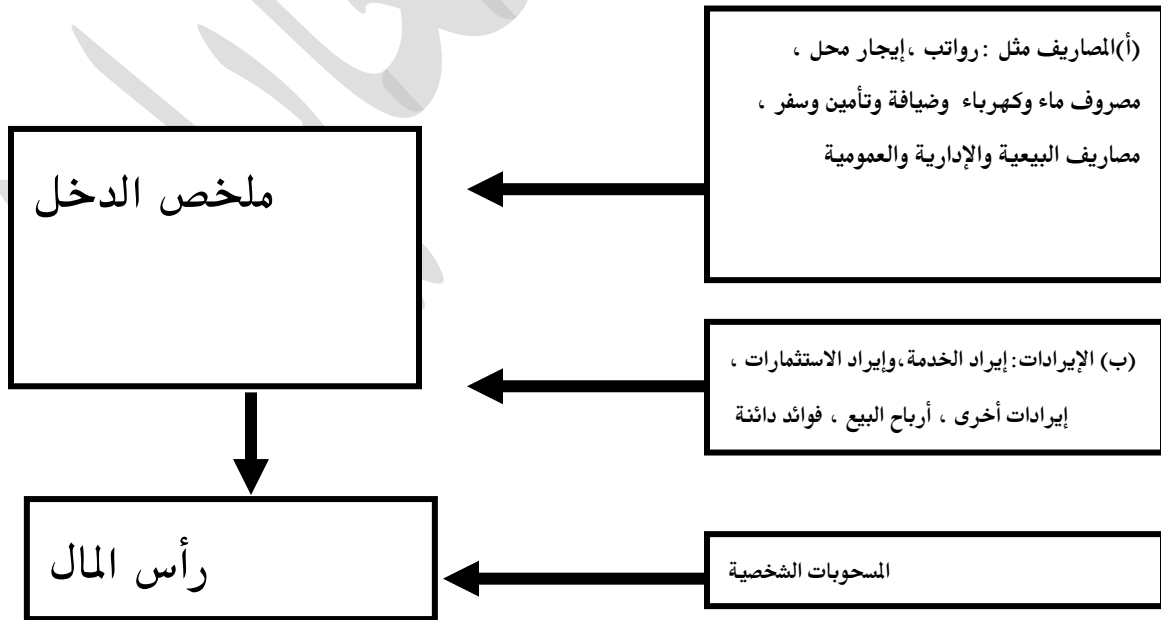 (أ)المصاريف مثل :رواتب ،إيجار محل ،
مصروف ماء وكهرباء وضيافة وتأمين وسفر ،
مصاريف البيعية والإدارية والعمومية
ملخص الدخل
(ب) الإيرادات:إيراد الخدمة،وإيراد الاستثمارات ،
إيرادات أخرى ، أرباح البيع ، فوائد دائنة
رأس المال
المسحوبات الشخصية